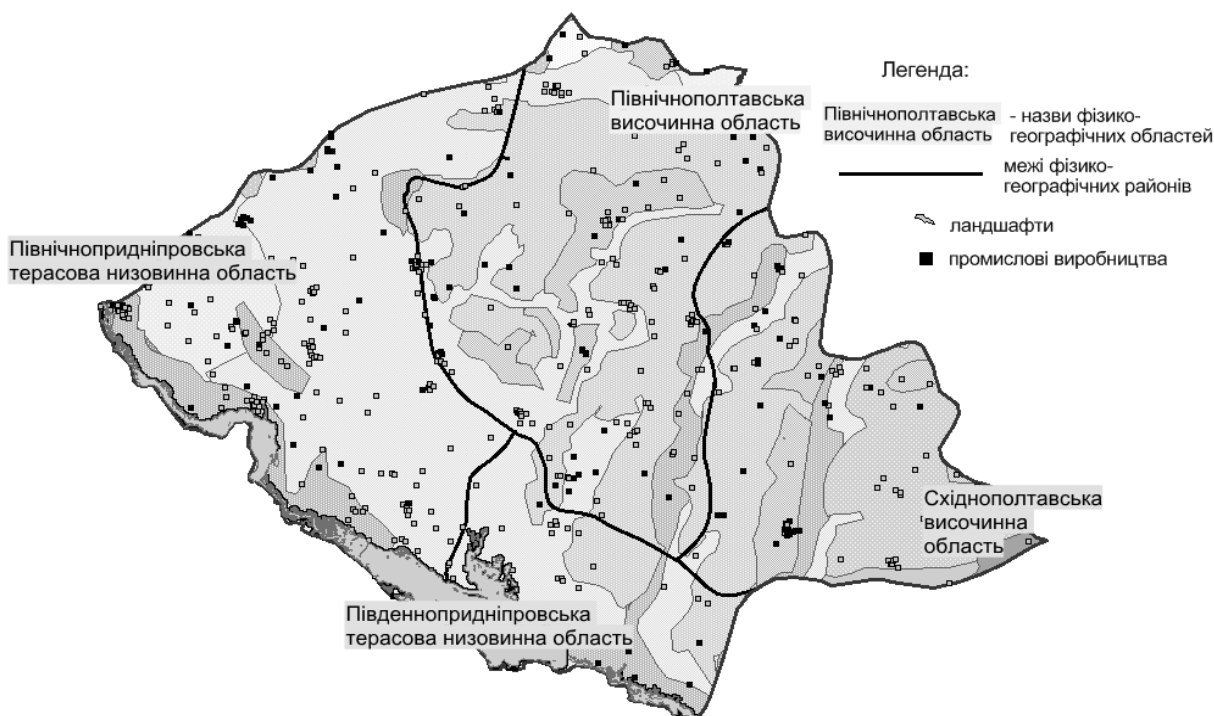 Легенда:
Північнополтавська
височинна область
Північнополтавська
височинна область
- назви фізико-
географічних областей
межі фізико-
географічних районів
ландшафти
промислові виробництва
Північнопридніпровська
терасова низовинна область
Східнополтавська
височинна
область
Південнопридніпровська
терасова низовинна область